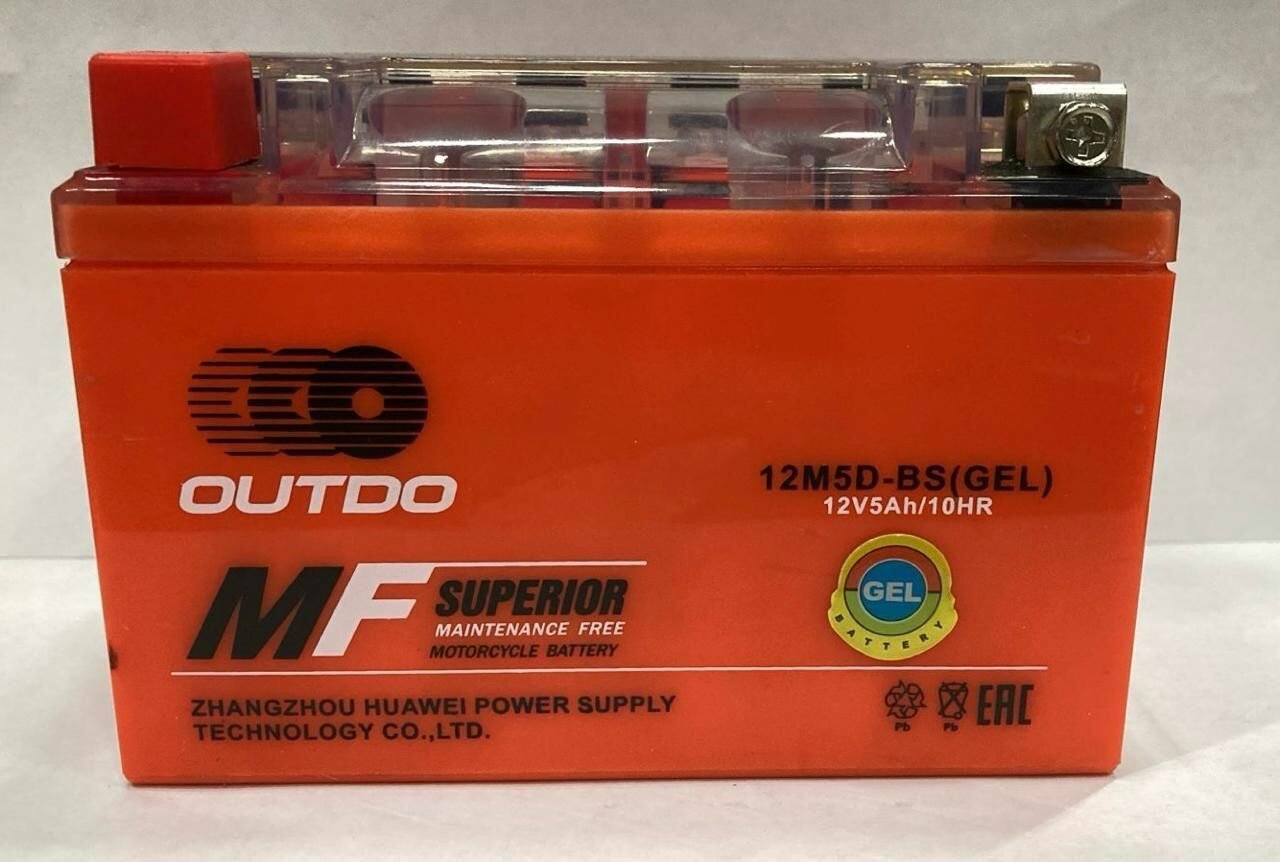 OUTDO
12M5D-BS(GEL)
12V5Ah/10HR
GEL
BATTERY
MF SUPERIOR
MAINTENANCE FREE
MOTORCYCLE BATTERY
ZHANGZHOU HUAWEI POWER SUPPLY
TECHNOLOGY CO.,LTD.
Pb Pb EAC